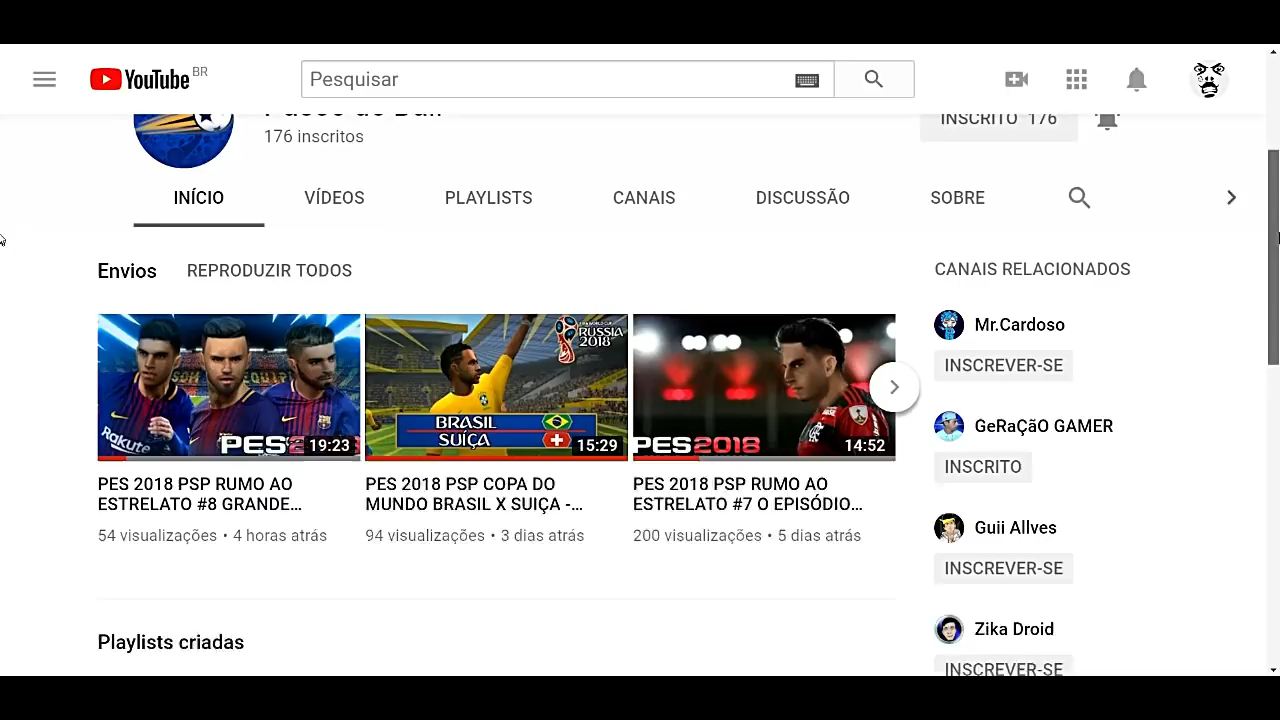 YouTube BR
Pesquisar
176 inscritos
INSCRITO 176
INÍCIO
VÍDEOS
PLAYLISTS
CANAIS
DISCUSSÃO
SOBRE
Envios
REPRODUZIR TODOS
Rakuten
PES 2
19:23
PES 2018 PSP RUMO AO
ESTRELATO #8 GRANDE...
54 visualizações • 4 horas atrás
RUSSIA
2018
BRASIL
SUÍÇA
15:29
PES 2018 PSP COPA DO
MUNDO BRASIL X SUIÇA -...
94 visualizações • 3 dias atrás
PES2018
14:52
PES 2018 PSP RUMO AO
ESTRELATO #7 O EPISÓDIO...
200 visualizações • 5 dias atrás
CANAIS RELACIONADOS
Mr.Cardoso
INSCREVER-SE
GeRaÇãO GAMER
INSCRITO
Guii Allves
INSCREVER-SE
Zika Droid
INSCREVER-SE
Playlists criadas